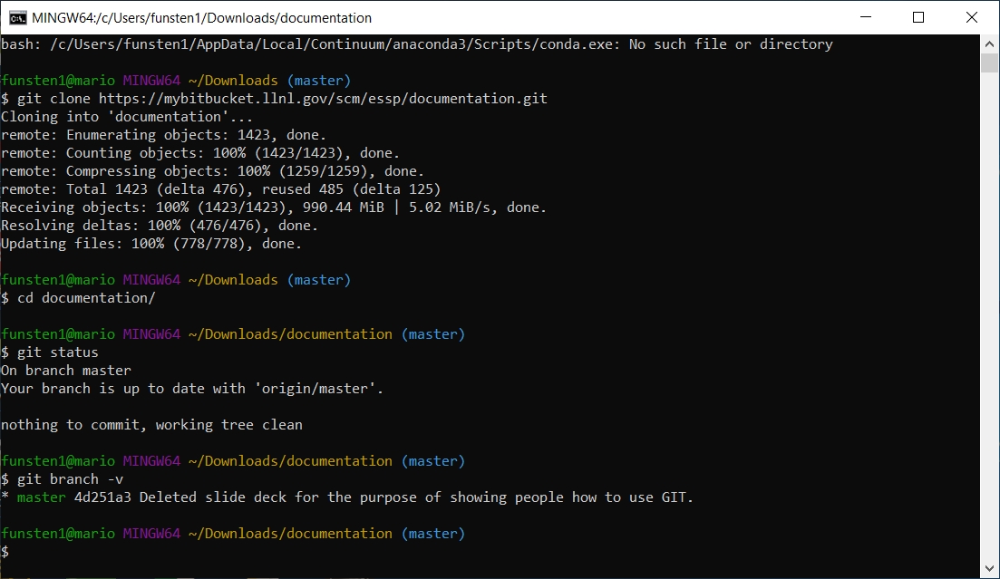 MINGW64:/c/Users/funsten1/Downloads/documentation
bash: /c/Users/funsten1/AppData/Local/Continuum/anaconda3/Scripts/conda.exe: No such file or directory
funsten1@mario MINGW64 ~/Downloads (master)
$ git clone https://mybitbucket.llnl.gov/scm/essp/documentation.git
Cloning into 'documentation'...
remote: Enumerating objects: 1423, done.
remote: Counting objects: 100% (1423/1423), done.
remote: Compressing objects: 100% (1259/1259), done.
remote: Total 1423 (delta 476), reused 485 (delta 125)
Receiving objects: 100% (1423/1423), 990.44 MiB | 5.02 MiB/s, done.
Resolving deltas: 100% (476/476), done.
Updating files: 100% (778/778), done.
funsten1@mario MINGW64 ~/Downloads (master)
$ cd documentation/
funsten1@mario MINGW64 ~/Downloads/documentation (master)
$ git status
On branch master
Your branch is up to date with 'origin/master'.
nothing to commit, working tree clean
funsten1@mario MINGW64 ~/Downloads/documentation (master)
$ git branch -v
* master 4d251a3 Deleted slide deck for the purpose of showing people how to use GIT.
funsten1@mario MINGW64 ~/Downloads/documentation (master)
$